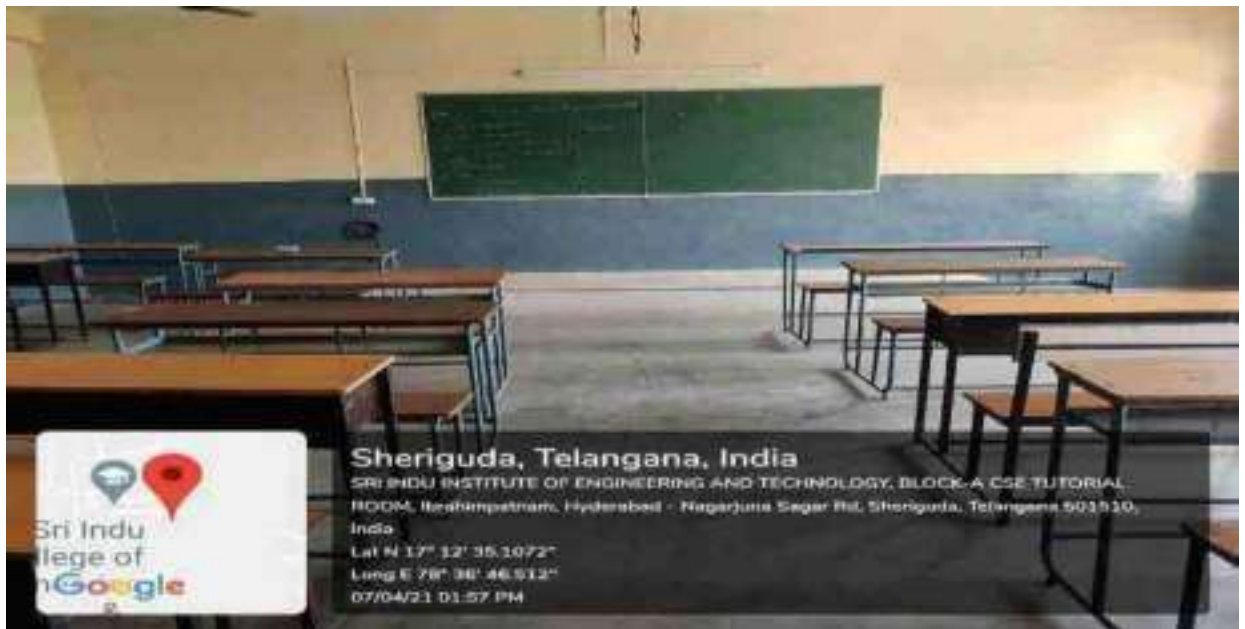 Sheriguda, Telangana, India
SRI INDU INSTITUTE OF ENGINEERING AND TECHNOLOGY, BLOCK-A CSE TUTORIAL
ROOM, Ibrahimpatnam, Hyderabad - Nagarjuna Sagar Rd, Sheriguda, Telangana 501510,
India
Lat N 17° 12' 35.1072"
Long E 78° 36' 46.512"
07/04/21 01:57 PM
Sri Indu
llege of
Google